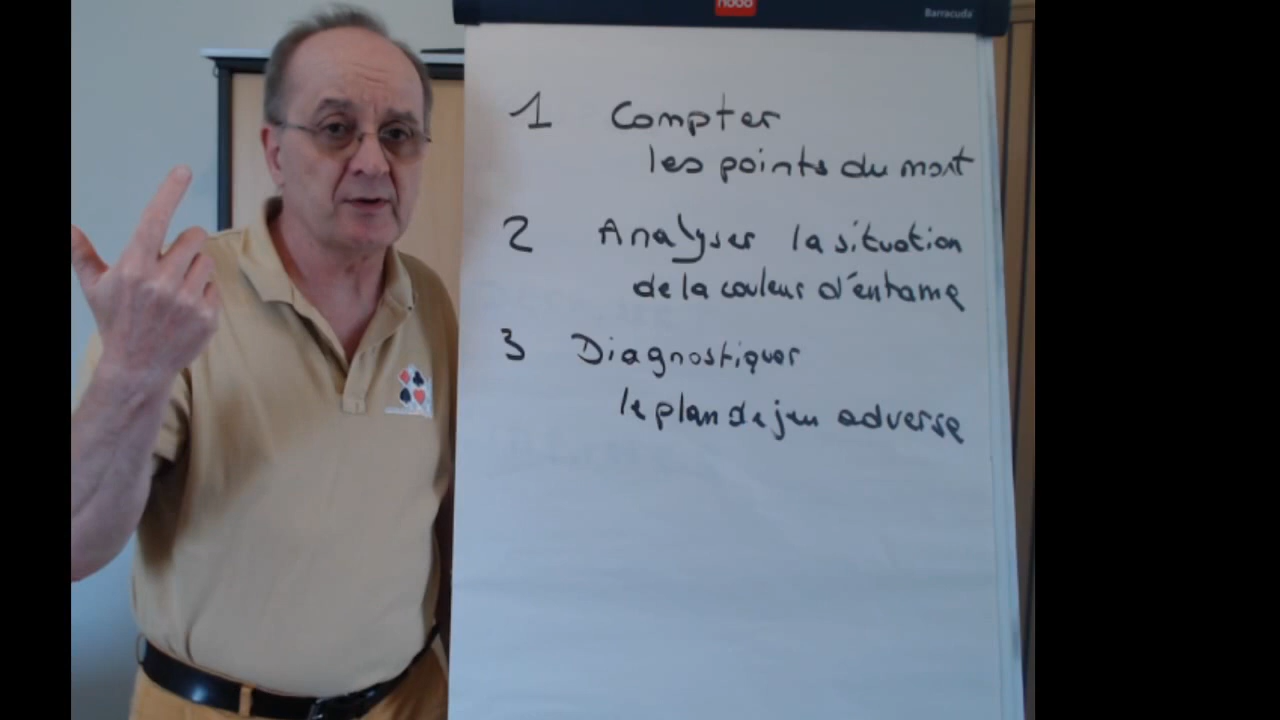 nobo
Barracuda
1 Compter
les points du mort
2 Analyser la situation
de la couleur d'entame
3 Diagnostiquer
le plan de jeu adverse